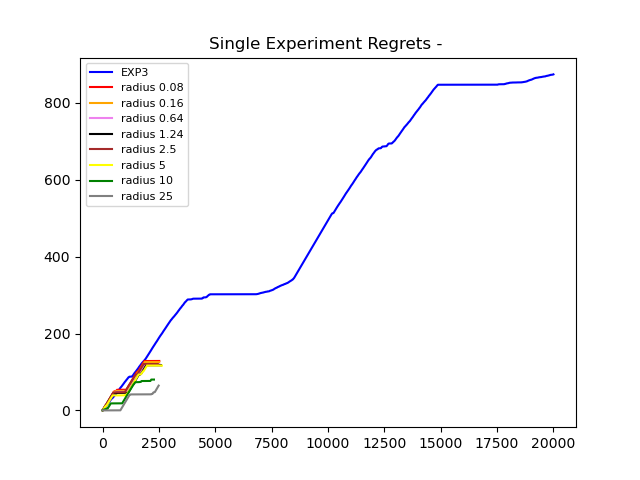 Single Experiment Regrets -
EXP3
radius 0.08
radius 0.16
radius 0.64
radius 1.24
radius 2.5
radius 5
radius 10
radius 25
800
600
400
200
0
0 2500 5000 7500 10000 12500 15000 17500 20000